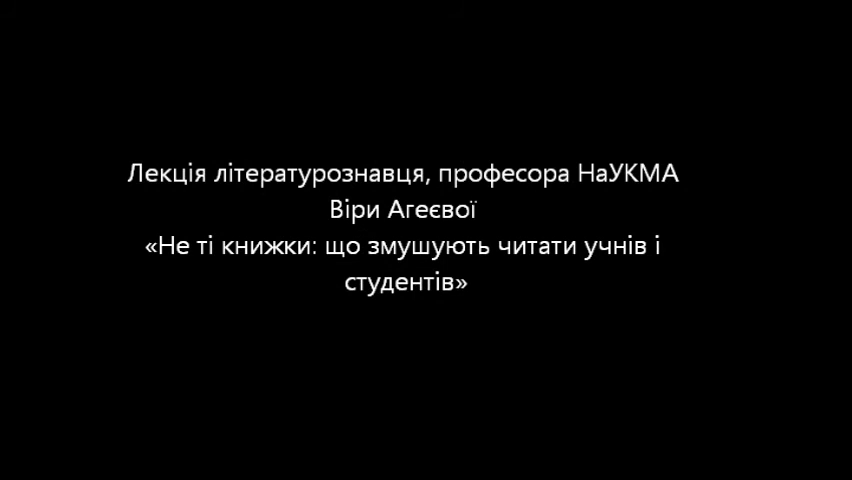 Лекція літературознавця, професора НаУКМА
Віри Агеєвої
«Не ті книжки: що змушують читати учнів і
студентів»